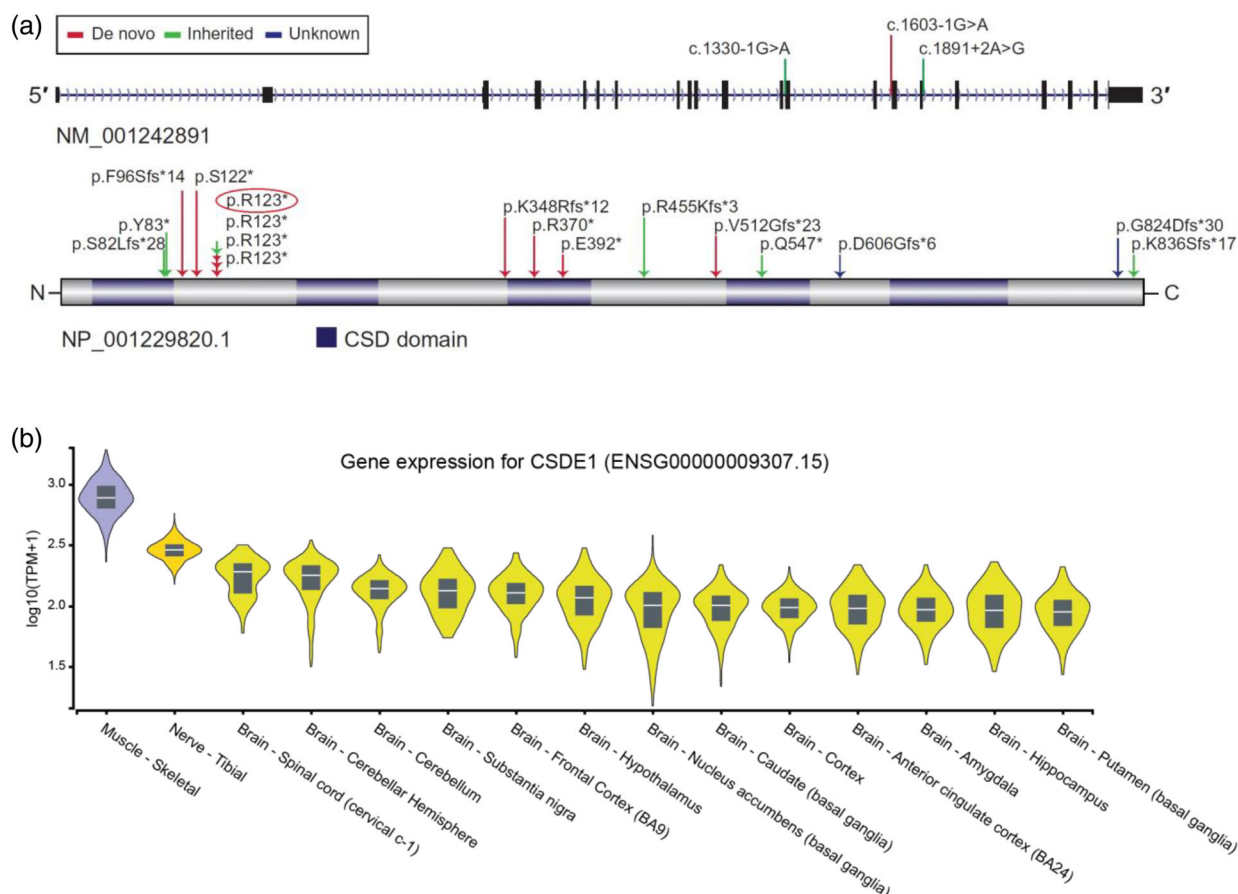 (a)
De novo Inherited Unknown
c.1603-1G>A
c.1330-1G>A c.1891+2A>G
5′ 3′
NM_001242891
p.F96Sfs*14 p.S122*
p.R123*
p.Y83* p.R123*
p.S82Lfs*28 p.R123*
p.R123*
p.K348Rfs*12 p.R455Kfs*3
p.R370* p.V512Gfs*23 p.G824Dfs*30
p.E392* p.Q547* p.D606Gfs*6 p.K836Sfs*17
N C
NP_001229820.1 CSD domain
(b)
Gene expression for CSDE1 (ENSG00000009307.15)
log10(TPM+1)
3.0
2.5
2.0
1.5
Muscle - Skeletal
Nerve - Tibial
Brain - Spinal cord (cervical c-1)
Brain - Cerebellar Hemisphere
Brain - Cerebellum
Brain - Substantia nigra
Brain - Frontal Cortex (BA9)
Brain - Hypothalamus
Brain - Nucleus accumbens (basal ganglia)
Brain - Caudate (basal ganglia)
Brain - Cortex
Brain - Anterior cingulate cortex (BA24)
Brain - Amygdala
Brain - Hippocampus
Brain - Putamen (basal ganglia)